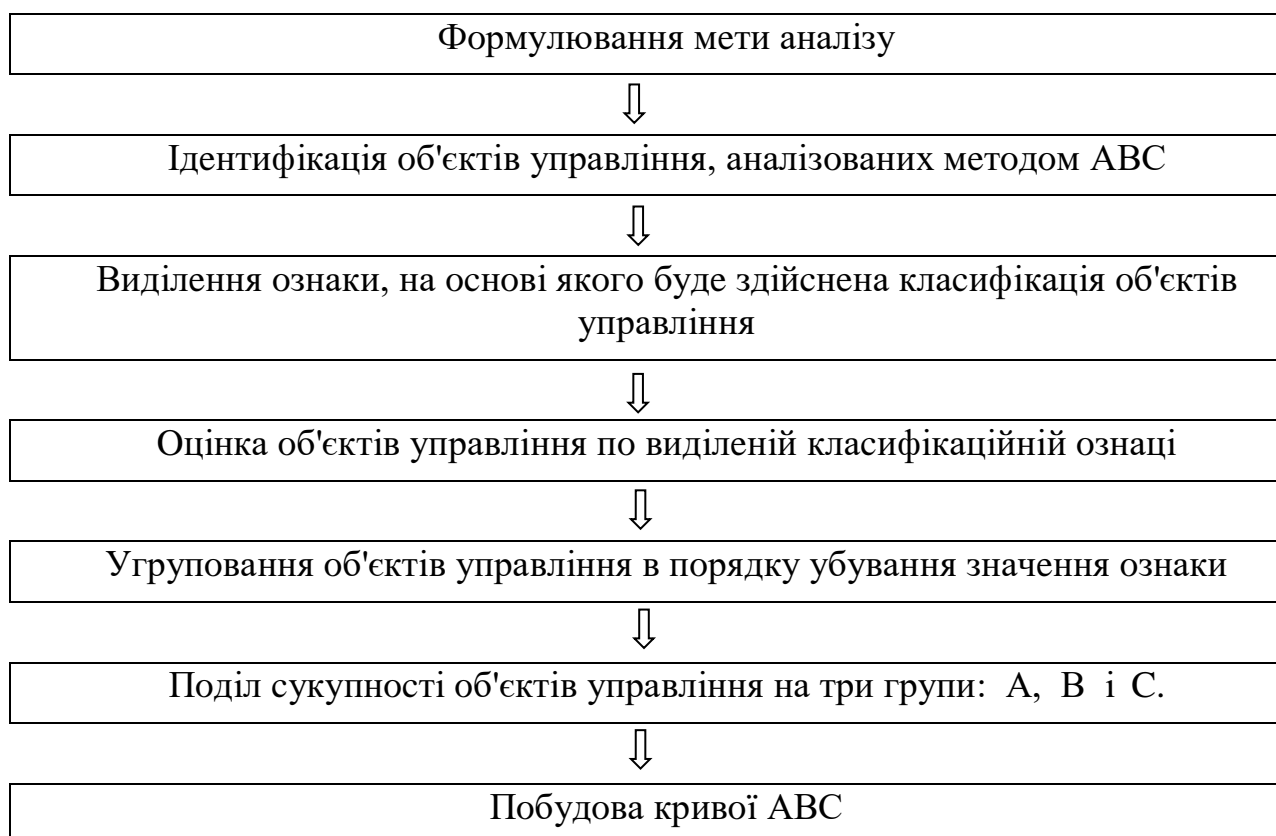 Формулювання мети аналізу
Ідентифікація об'єктів управління, аналізованих методом АВС
Виділення ознаки, на основі якого буде здійснена класифікація об'єктів
управління
Оцінка об'єктів управління по виділеній класифікаційній ознаці
Угруповання об'єктів управління в порядку убування значення ознаки
Поділ сукупності об'єктів управління на три групи: А, В і С.
Побудова кривої АВС